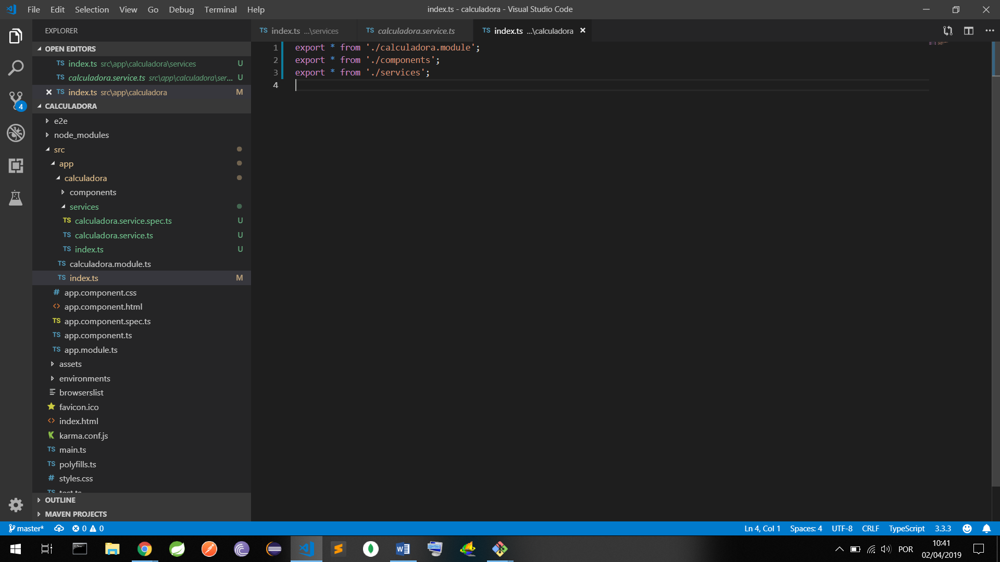 File Edit Selection View Go Debug Terminal Help
index.ts - calculadora - Visual Studio Code
EXPLORER
OPEN EDITORS
TS index.ts src\app\calculadora\services U
TS calculadora.service.ts src\app\calculadora\ser... U
TS index.ts src\app\calculadora M
CALCULADORA
e2e
node_modules
src
app
calculadora
components
services
TS calculadora.service.spec.ts U
TS calculadora.service.ts U
TS index.ts U
TS calculadora.module.ts
TS index.ts M
# app.component.css
<> app.component.html
TS app.component.spec.ts
TS app.component.ts
TS app.module.ts
assets
environments
browserslist
favicon.ico
<> index.html
karma.conf.js
TS main.ts
TS polyfills.ts
# styles.css
TS test.ts
OUTLINE
MAVEN PROJECTS
4
TS index.ts ...\services
TS calculadora.service.ts
TS index.ts ...\calculadora
1 export * from './calculadora.module';
2 export * from './components';
3 export * from './services';
4
master* 0 0
Ln 4, Col 1 Spaces: 4 UTF-8 CRLF TypeScript 3.3.3
POR
10:41
02/04/2019